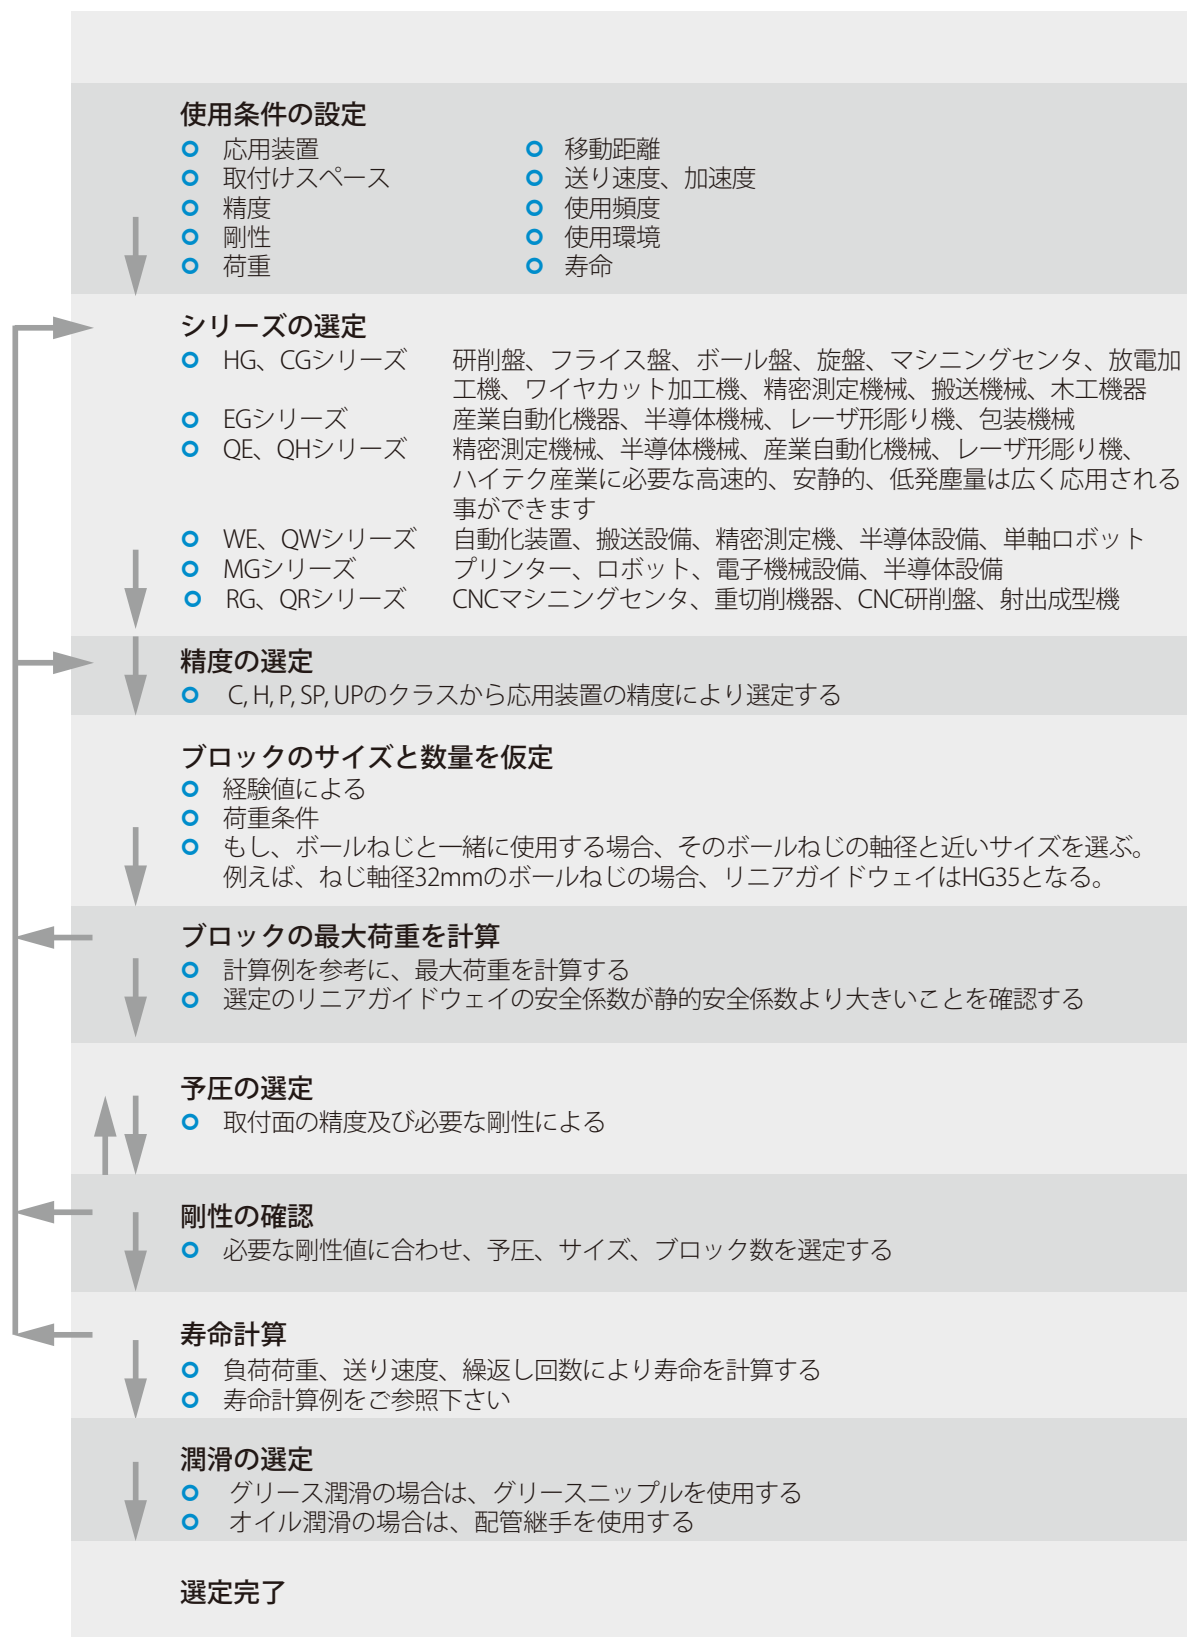 使用条件の設定
応用装置
取付けスペース
精度
剛性
荷重
移動距離
送り速度、加速度
使用頻度
使用環境
寿命
シリーズの選定
HG、CGシリーズ 研削盤、フライス盤、ボール盤、旋盤、マシニングセンタ、放電加
工機、ワイヤカット加工機、精密測定機械、搬送機械、木工機器
EGシリーズ 産業自動化機器、半導体機械、レーザ形彫り機、包装機械
QE、QHシリーズ 精密測定機械、半導体機械、産業自動化機械、レーザ形彫り機、
ハイテク産業に必要な高速的、安静的、低発塵量は広く応用される
事ができます
WE、QWシリーズ 自動化装置、搬送設備、精密測定機、半導体設備、単軸ロボット
MGシリーズ プリンター、ロボット、電子機械設備、半導体設備
RG、QRシリーズ CNCマシニングセンタ、重切削機器、CNC研削盤、射出成型機
精度の選定
C, H, P, SP, UPのクラスから応用装置の精度により選定する
ブロックのサイズと数量を仮定
経験値による
荷重条件
もし、ボールねじと一緒に使用する場合、そのボールねじの軸径と近いサイズを選ぶ。
例えば、ねじ軸径32mmのボールねじの場合、リニアガイドウェイはHG35となる。
ブロックの最大荷重を計算
計算例を参考に、最大荷重を計算する
選定のリニアガイドウェイの安全係数が静的安全係数より大きいことを確認する
予圧の選定
取付面の精度及び必要な剛性による
剛性の確認
必要な剛性値に合わせ、予圧、サイズ、ブロック数を選定する
寿命計算
負荷荷重、送り速度、繰返し回数により寿命を計算する
寿命計算例をご参照下さい
潤滑の選定
グリース潤滑の場合は、グリースニップルを使用する
オイル潤滑の場合は、配管継手を使用する
選定完了